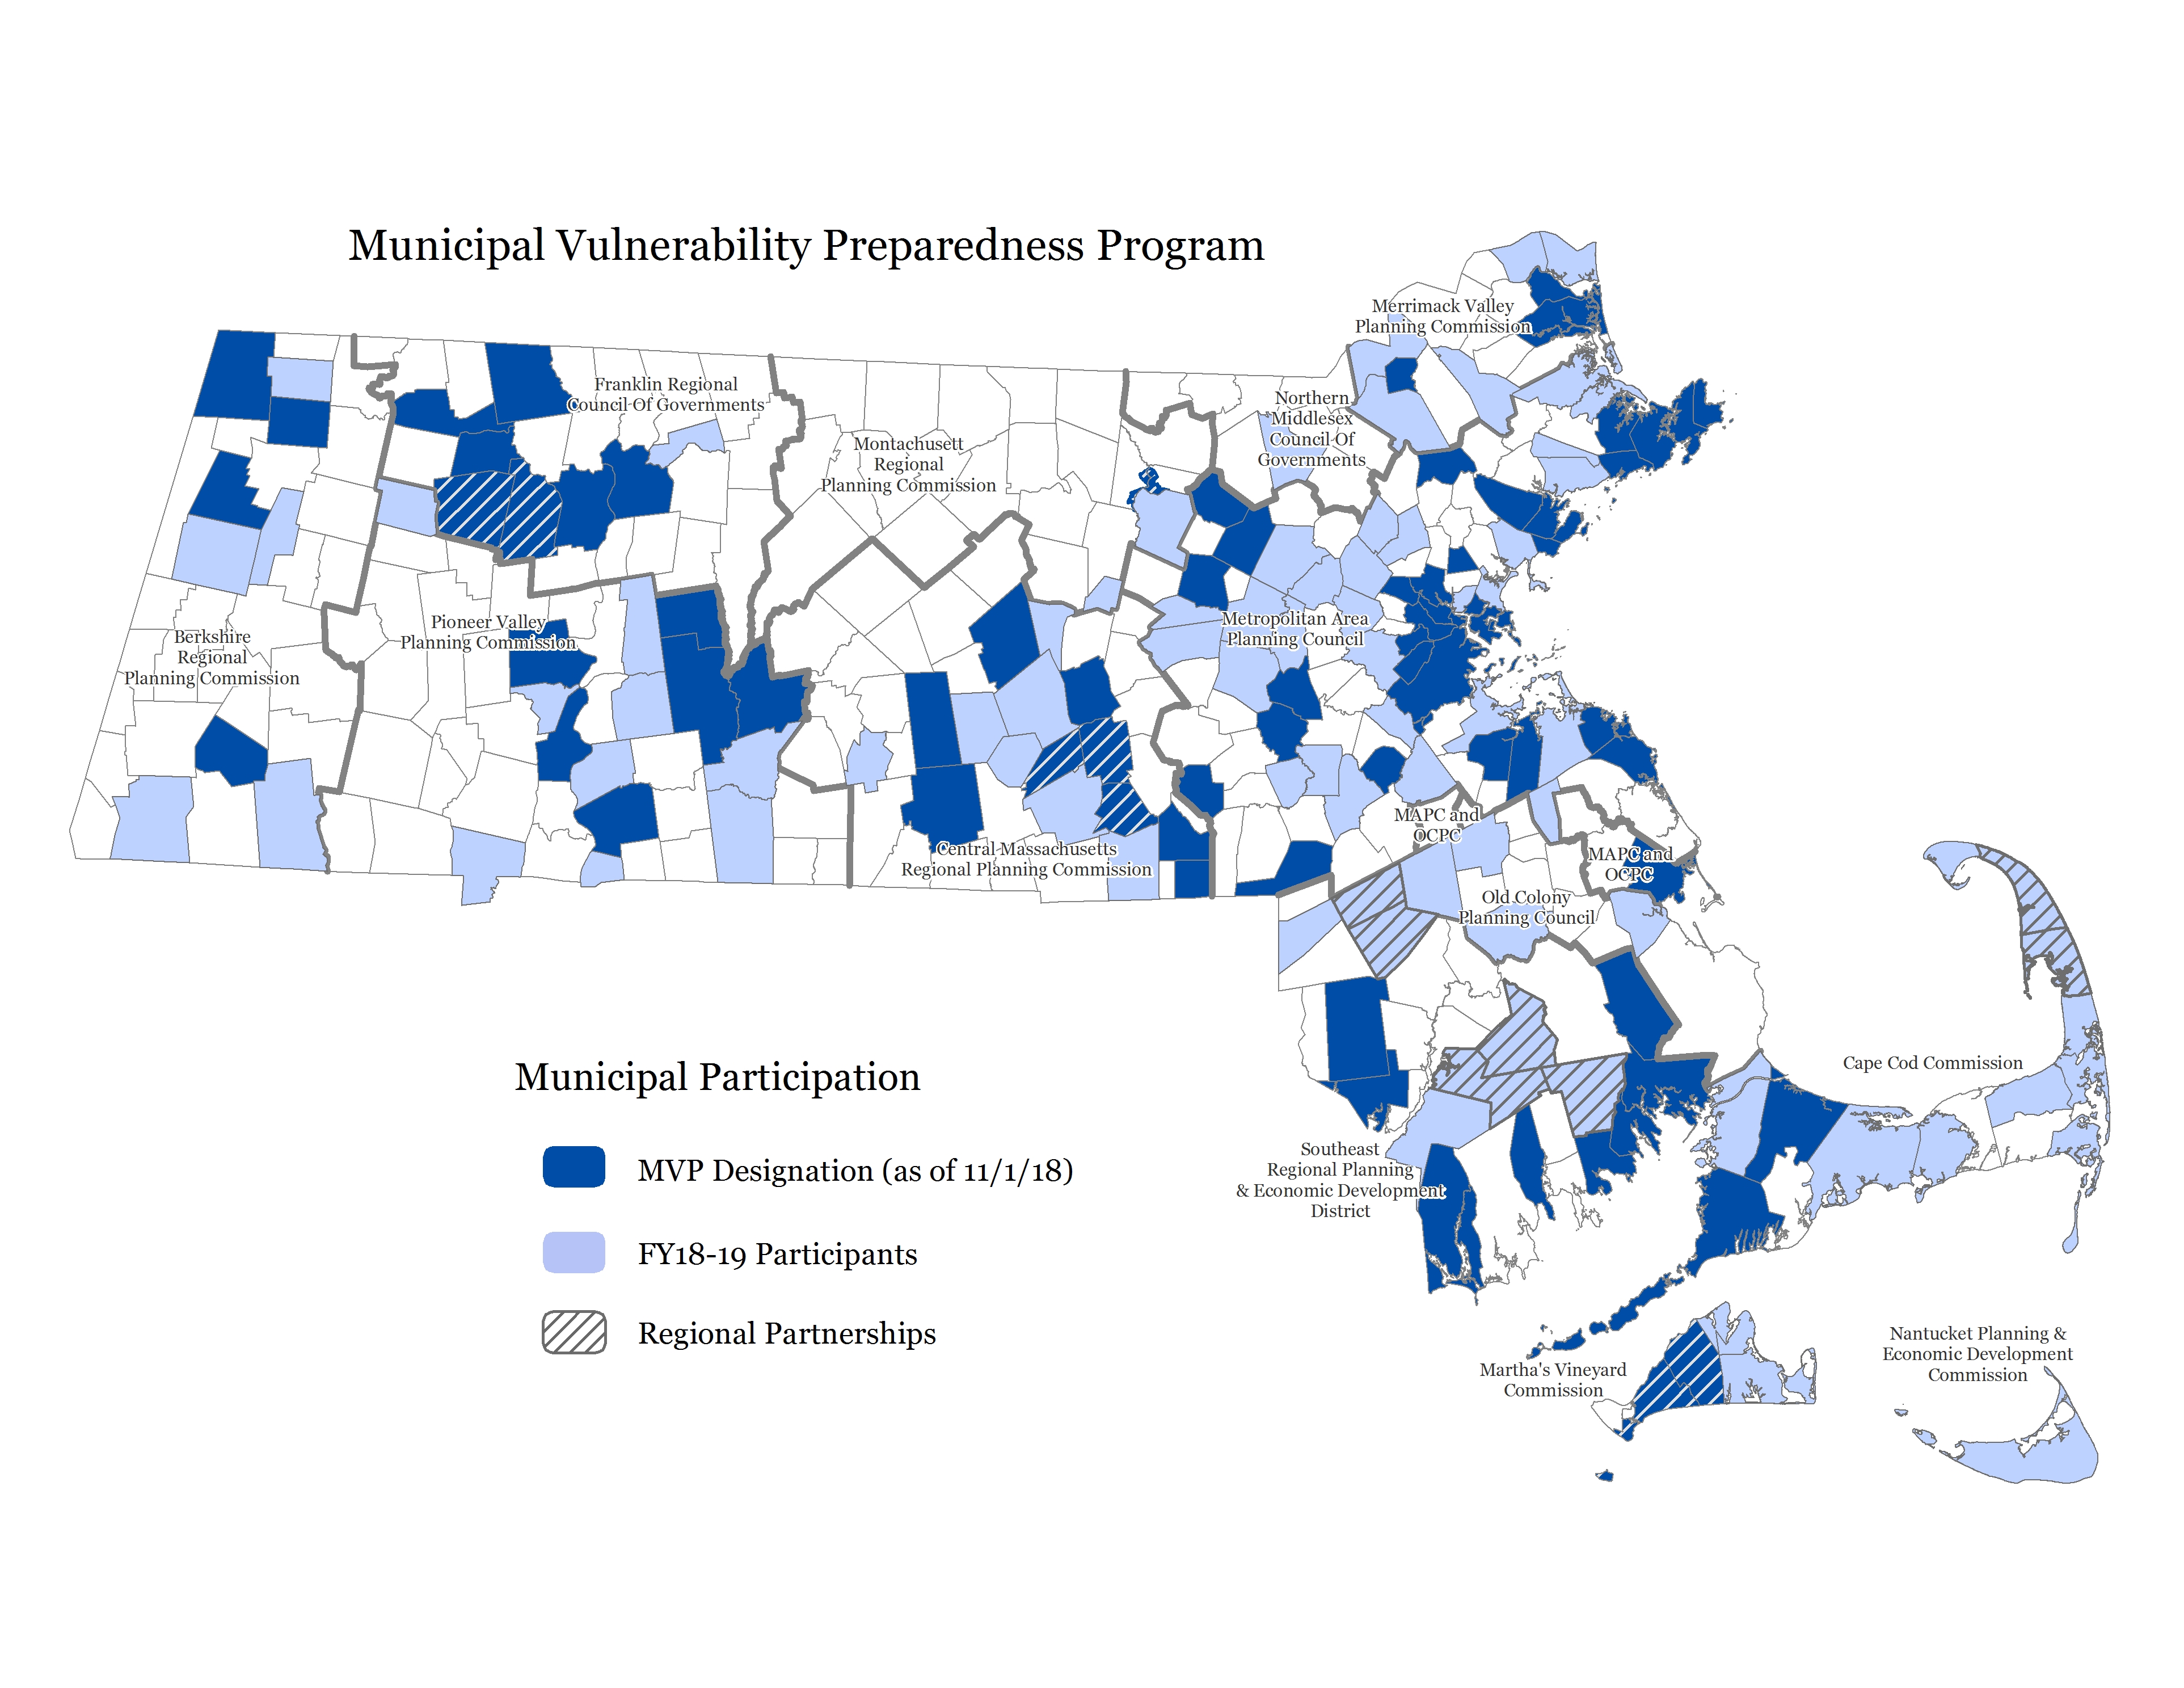 Municipal Vulnerability Preparedness Program
Merrimack Valley
Planning Commission
Franklin Regional
Council Of Governments
Northern
Middlesex
Council Of
Governments
Montachusett
Regional
Planning Commission
Metropolitan Area
Planning Council
Pioneer Valley
Planning Commission
Berkshire
Regional
Planning Commission
MAPC and
OCPC
Central Massachusetts
Regional Planning Commission
MAPC and
OCPC
Old Colony
Planning Council
Cape Cod Commission
Municipal Participation
MVP Designation (as of 11/1/18)
FY18-19 Participants
Regional Partnerships
Southeast
Regional Planning
& Economic Development
District
Martha's Vineyard
Commission
Nantucket Planning &
Economic Development
Commission